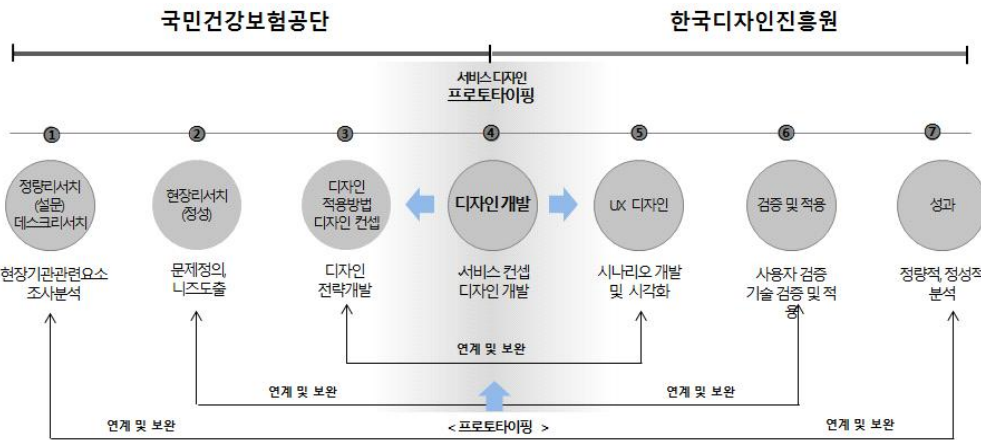 국민건강보험공단
한국디자인진흥원
서비스디자인
프로토타이핑
1
2
3
4
5
6
7
정량리서치
(설문)
데스크리서치
현장리서치
(정성)
디자인
적용방법
디자인 컨셉
디자인 개발
UX 디자인
검증 및 적용
성과
현장기관관련요소
조사분석
문제정의,
니즈도출
디자인
전략개발
서비스 컨셉
디자인 개발
시나리오 개발
및 시각화
사용자 검증
기술 검증 및 적
용
정량적, 정성적
분석
연계 및 보완
연계 및 보완
연계 및 보완
연계 및 보완
< 프로토타이핑 >
연계 및 보완